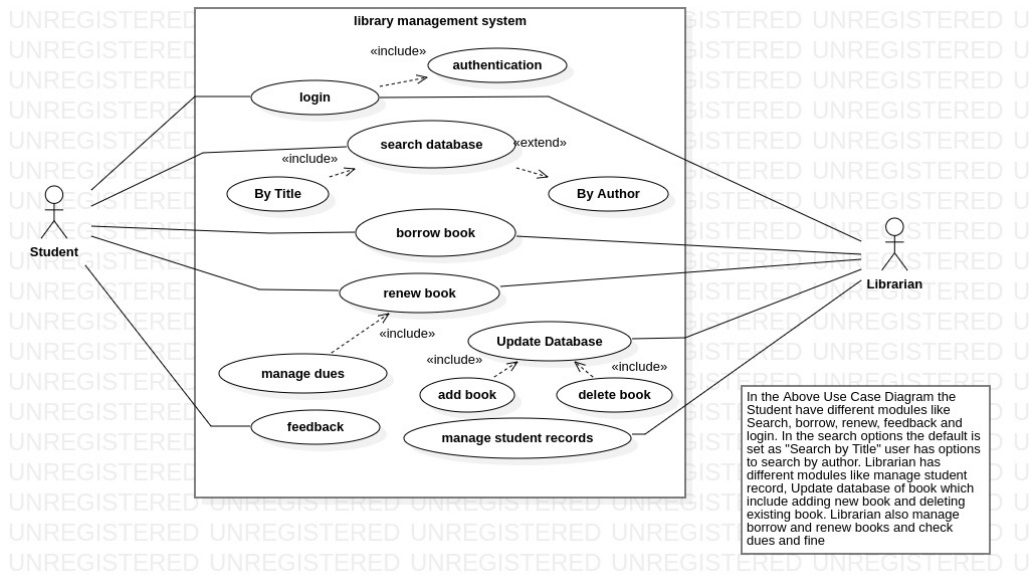 library management system
«include»
authentication
login
search database
«extend»
«include»
By Title
By Author
Student
borrow book
Librarian
renew book
«include»
Update Database
«include»
«include»
manage dues
add book
delete book
feedback
manage student records
In the Above Use Case Diagram the
Student have different modules like
Search, borrow, renew, feedback and
login. In the search options the default is
set as "Search by Title" user has options
to search by author. Librarian has
different modules like manage student
record, Update database of book which
include adding new book and deleting
existing book. Librarian also manage
borrow and renew books and check
dues and fine
UNREGISTERED UNREGISTERED UNREGISTERED UNREGISTERED UNREGISTERED